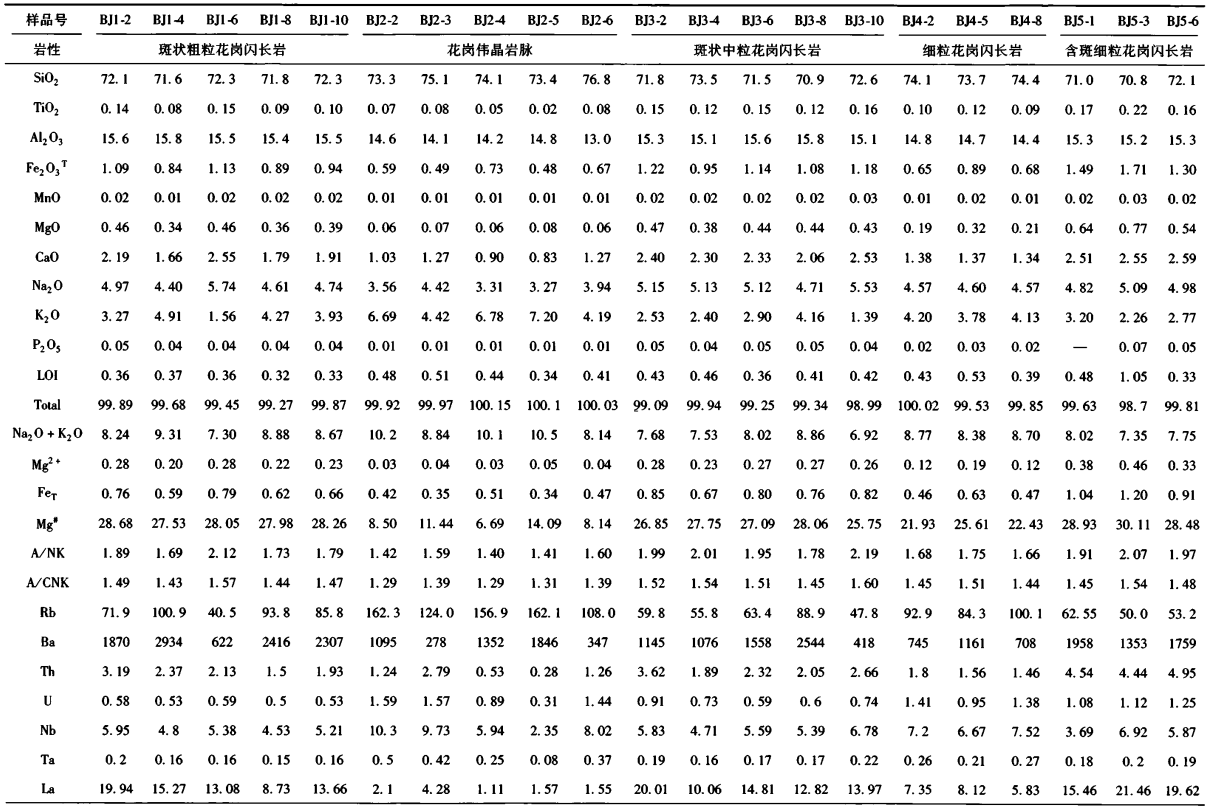 样品号 BJ1-2 BJ1-4 BJ1-6 BJ1-8 BJ1-10 BJ2-2 BJ2-3 BJ2-4 BJ2-5 BJ2-6 BJ3-2 BJ3-4 BJ3-6 BJ3-8 BJ3-10 BJ4-2 BJ4-5 BJ4-8 BJ5-1 BJ5-3 BJ5-6
岩性 斑状粗粒花岗闪长岩 花岗伟晶岩脉 斑状中粒花岗闪长岩 细粒花岗闪长岩 含斑细粒花岗闪长岩
SiO₂ 72.1 71.6 72.3 71.8 72.3 73.3 75.1 74.1 73.4 76.8 71.8 73.5 71.5 70.9 72.6 74.1 73.7 74.4 71.0 70.8 72.1
TiO₂ 0.14 0.08 0.15 0.09 0.10 0.07 0.08 0.05 0.02 0.08 0.15 0.12 0.15 0.12 0.16 0.10 0.12 0.09 0.17 0.22 0.16
Al₂O₃ 15.6 15.8 15.5 15.4 15.5 14.6 14.1 14.2 14.8 13.0 15.3 15.1 15.6 15.8 15.1 14.8 14.7 14.4 15.3 15.2 15.3
Fe₂O₃ᵀ 1.09 0.84 1.13 0.89 0.94 0.59 0.49 0.73 0.48 0.67 1.22 0.95 1.14 1.08 1.18 0.65 0.89 0.68 1.49 1.71 1.30
MnO 0.02 0.01 0.02 0.02 0.02 0.01 0.01 0.01 0.01 0.01 0.02 0.02 0.02 0.02 0.03 0.01 0.02 0.01 0.02 0.03 0.02
MgO 0.46 0.34 0.46 0.36 0.39 0.06 0.07 0.06 0.08 0.06 0.47 0.38 0.44 0.44 0.43 0.19 0.32 0.21 0.64 0.77 0.54
CaO 2.19 1.66 2.55 1.79 1.91 1.03 1.27 0.90 0.83 1.27 2.40 2.30 2.33 2.06 2.53 1.38 1.37 1.34 2.51 2.55 2.59
Na₂O 4.97 4.40 5.74 4.61 4.74 3.56 4.42 3.31 3.27 3.94 5.15 5.13 5.12 4.71 5.53 4.57 4.60 4.57 4.82 5.09 4.98
K₂O 3.27 4.91 1.56 4.27 3.93 6.69 4.42 6.78 7.20 4.19 2.53 2.40 2.90 4.16 1.39 4.20 3.78 4.13 3.20 2.26 2.77
P₂O₅ 0.05 0.04 0.04 0.04 0.04 0.01 0.01 0.01 0.01 0.01 0.05 0.04 0.05 0.05 0.04 0.02 0.03 0.02 — 0.07 0.05
LOI 0.36 0.37 0.36 0.32 0.33 0.48 0.51 0.44 0.34 0.41 0.43 0.46 0.36 0.41 0.42 0.43 0.53 0.39 0.48 1.05 0.33
Total 99.89 99.68 99.45 99.27 99.87 99.92 99.97 100.15 100.1 100.03 99.09 99.94 99.25 99.34 98.99 100.02 99.53 99.85 99.63 98.7 99.81
Na₂O + K₂O 8.24 9.31 7.30 8.88 8.67 10.2 8.84 10.1 10.5 8.14 7.68 7.53 8.02 8.86 6.92 8.77 8.38 8.70 8.02 7.35 7.75
Mg²⁺ 0.28 0.20 0.28 0.22 0.23 0.03 0.04 0.03 0.05 0.04 0.28 0.23 0.27 0.27 0.26 0.12 0.19 0.12 0.38 0.46 0.33
Fe_T 0.76 0.59 0.79 0.62 0.66 0.42 0.35 0.51 0.34 0.47 0.85 0.67 0.80 0.76 0.82 0.46 0.63 0.47 1.04 1.20 0.91
Mg# 28.68 27.53 28.05 27.98 28.26 8.50 11.44 6.69 14.09 8.14 26.85 27.75 27.09 28.06 25.75 21.93 25.61 22.43 28.93 30.11 28.48
A/NK 1.89 1.69 2.12 1.73 1.79 1.42 1.59 1.40 1.41 1.60 1.99 2.01 1.95 1.78 2.19 1.68 1.75 1.66 1.91 2.07 1.97
A/CNK 1.49 1.43 1.57 1.44 1.47 1.29 1.39 1.29 1.31 1.39 1.52 1.54 1.51 1.45 1.60 1.45 1.51 1.44 1.45 1.54 1.48
Rb 71.9 100.9 40.5 93.8 85.8 162.3 124.0 156.9 162.1 108.0 59.8 55.8 63.4 88.9 47.8 92.9 84.3 100.1 62.55 50.0 53.2
Ba 1870 2934 622 2416 2307 1095 278 1352 1846 347 1145 1076 1558 2544 418 745 1161 708 1958 1353 1759
Th 3.19 2.37 2.13 1.5 1.93 1.24 2.79 0.53 0.28 1.26 3.62 1.89 2.32 2.05 2.66 1.8 1.56 1.46 4.54 4.44 4.95
U 0.58 0.53 0.59 0.5 0.53 1.59 1.57 0.89 0.31 1.44 0.91 0.73 0.59 0.6 0.74 1.41 0.95 1.38 1.08 1.12 1.25
Nb 5.95 4.8 5.38 4.53 5.21 10.3 9.73 5.94 2.35 8.02 5.83 4.71 5.59 5.39 6.78 7.2 6.67 7.52 3.69 6.92 5.87
Ta 0.2 0.16 0.16 0.15 0.16 0.5 0.42 0.25 0.08 0.37 0.19 0.16 0.17 0.17 0.22 0.26 0.21 0.27 0.18 0.2 0.19
La 19.94 15.27 13.08 8.73 13.66 2.1 4.28 1.11 1.57 1.55 20.01 10.06 14.81 12.82 13.97 7.35 8.12 5.83 15.46 21.46 19.62